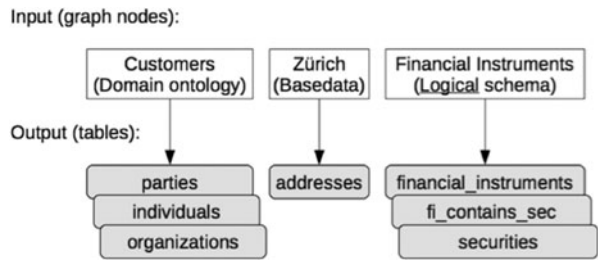 Input (graph nodes):
Customers Zürich Financial Instruments
(Domain ontology) (Basedata) (Logical schema)
Output (tables):
parties addresses financial_instruments
individuals fi_contains_sec
organizations securities